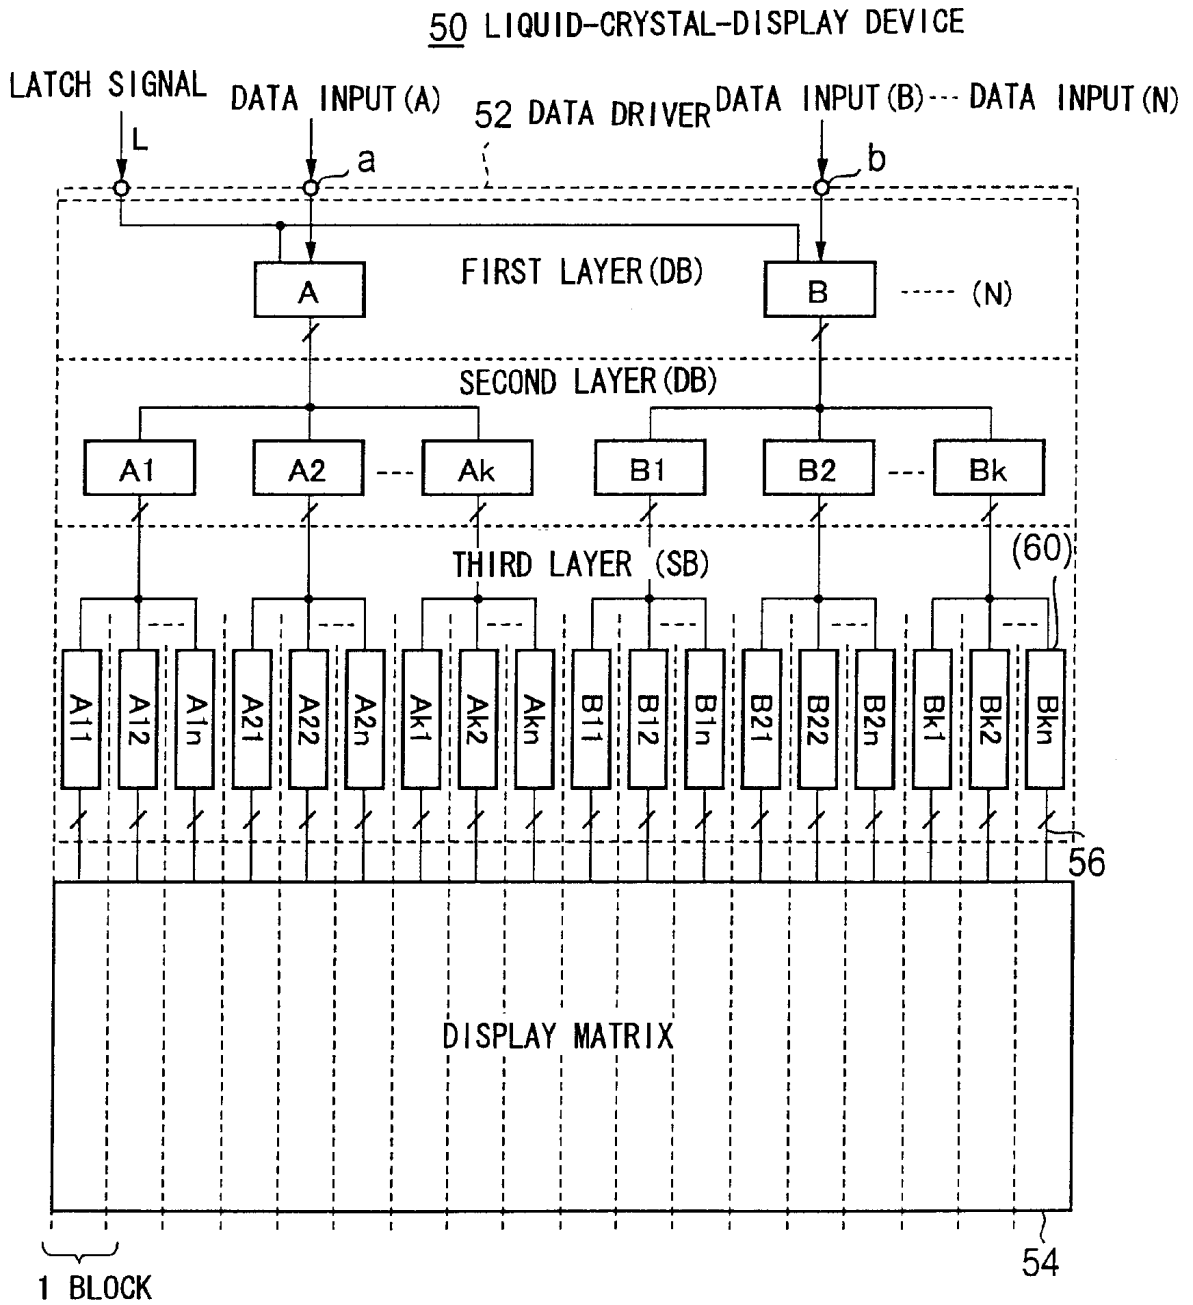 50 LIQUID-CRYSTAL-DISPLAY DEVICE
LATCH SIGNAL
DATA INPUT(A)
52 DATA DRIVER
DATA INPUT(B)--- DATA INPUT(N)
L
a
b
FIRST LAYER(DB)
A
B
----- (N)
SECOND LAYER(DB)
A1
A2
---
Ak
B1
B2
---
Bk
THIRD LAYER (SB)
(60)
A11
A12
A1n
A21
A22
A2n
Ak1
Ak2
Akn
B11
B12
B1n
B21
B22
B2n
Bk1
Bk2
Bkn
56
DISPLAY MATRIX
54
1 BLOCK